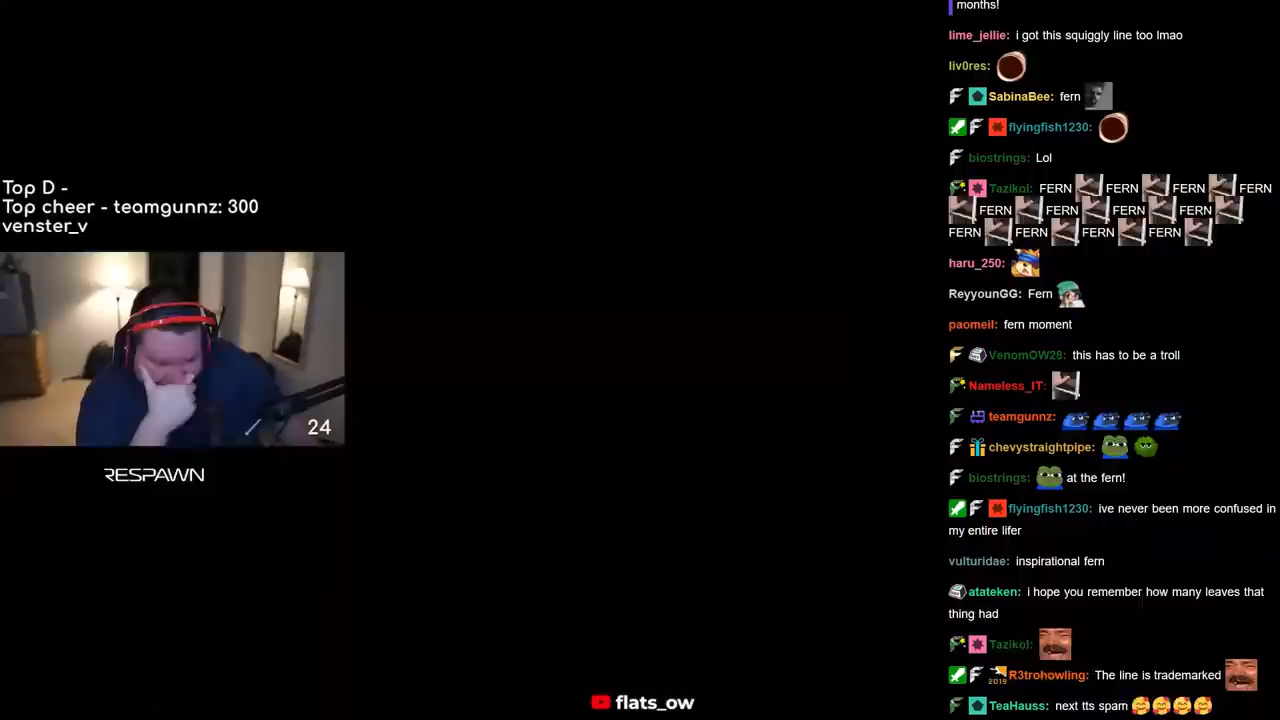 months!
lime_jellie: i got this squiggly line too lmao
liv0res:
SabinaBee: fern
flyingfish1230:
biostrings: Lol
Tazikol: FERN FERN FERN FERN
FERN FERN FERN FERN
FERN FERN FERN FERN
haru_250:
ReyyounGG: Fern
paomeil: fern moment
VenomOW28: this has to be a troll
Nameless_IT:
teamgunnz:
chevystraightpipe:
biostrings: at the fern!
flyingfish1230: ive never been more confused in
my entire lifer
vulturidae: inspirational fern
atateken: i hope you remember how many leaves that
thing had
Tazikol:
R3trohowling: The line is trademarked
2019
TeaHauss: next tts spam
Top D -
Top cheer - teamgunnz: 300
venster_v
24
RESPAWN
flats_ow